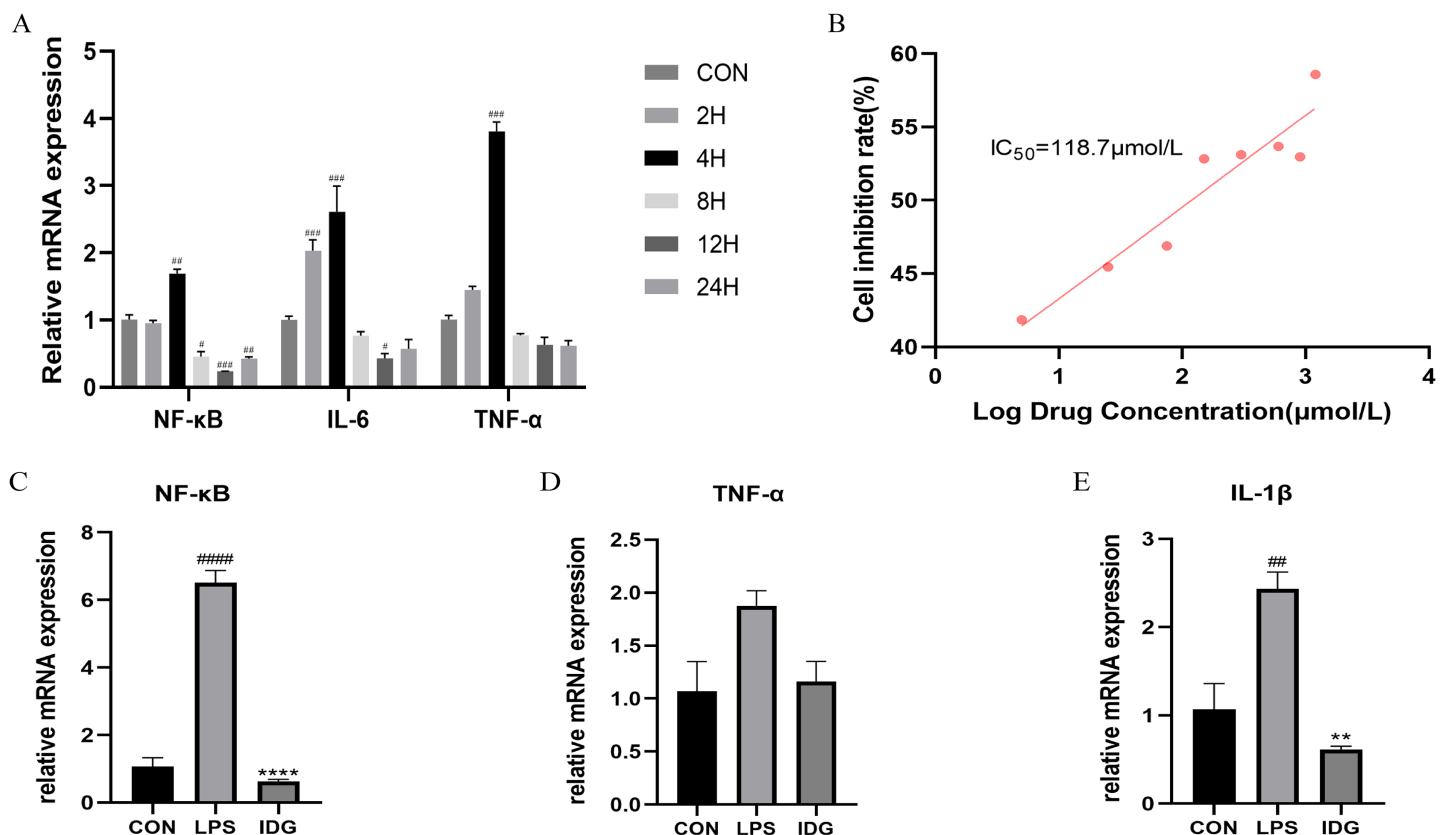 A
Relative mRNA expression
5
4
3
2
1
0
##
#
###
##
###
###
#
###
NF-κB
IL-6
TNF-α
CON
2H
4H
8H
12H
24H
B
Cell inhibition rate(%)
60
55
50
45
40
IC50=118.7μmol/L
0
1
2
3
4
Log Drug Concentration(μmol/L)
C
NF-κB
relative mRNA expression
8
6
4
2
0
####
****
CON
LPS
IDG
D
TNF-α
relative mRNA expression
2.5
2.0
1.5
1.0
0.5
0.0
CON
LPS
IDG
E
IL-1β
relative mRNA expression
3
2
1
0
##
**
CON
LPS
IDG